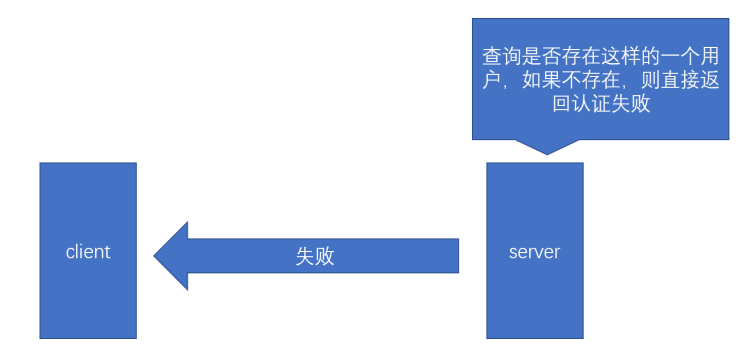 查询是否存在这样的一个用
户，如果不存在，则直接返
回认证失败
client
失败
server